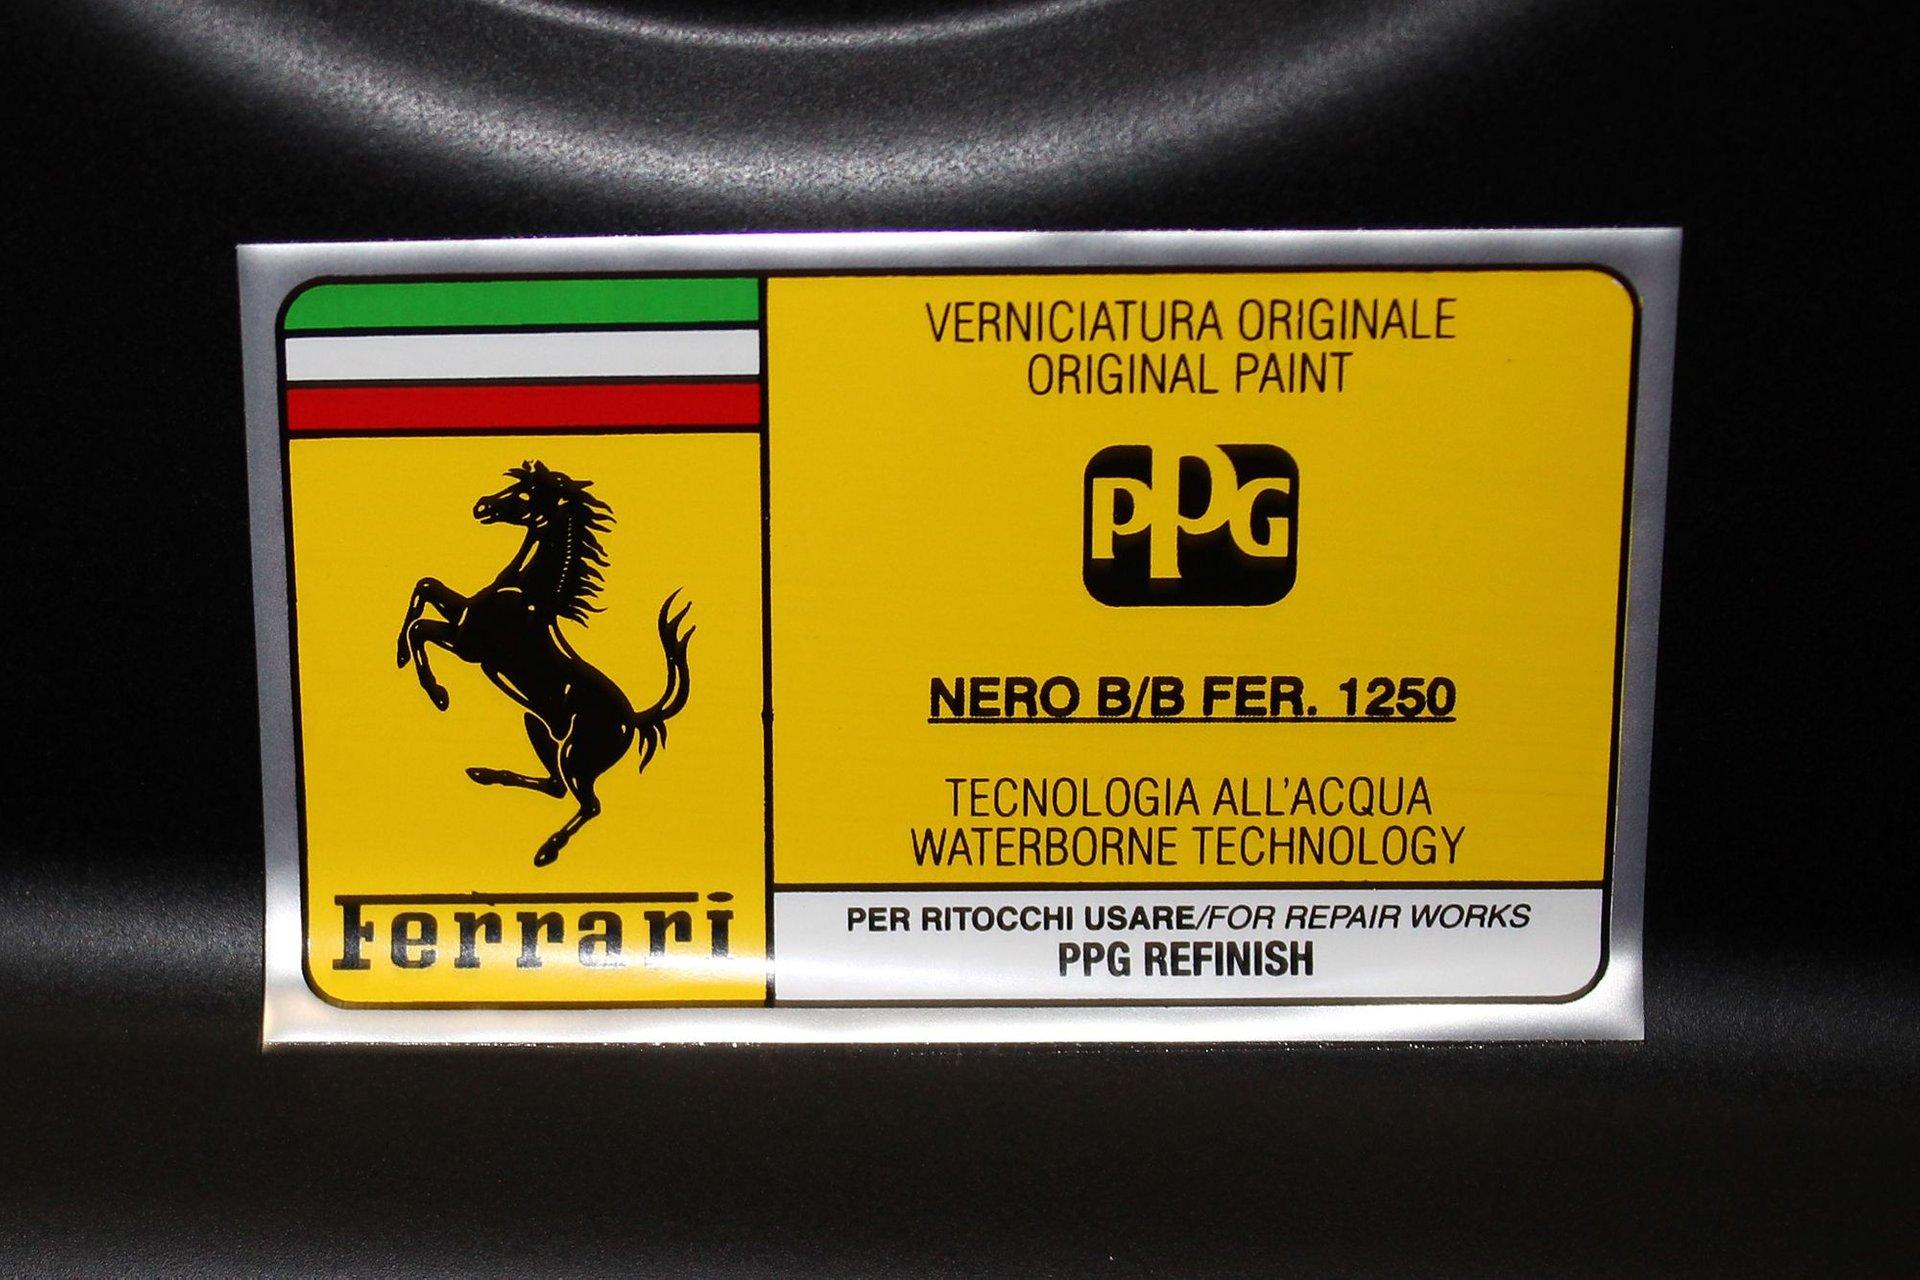 Ferrari
VERNICIATURA ORIGINALE
ORIGINAL PAINT
PPG
NERO B/B FER. 1250
TECNOLOGIA ALL'ACQUA
WATERBORNE TECHNOLOGY
PER RITOCCHI USARE/FOR REPAIR WORKS
PPG REFINISH